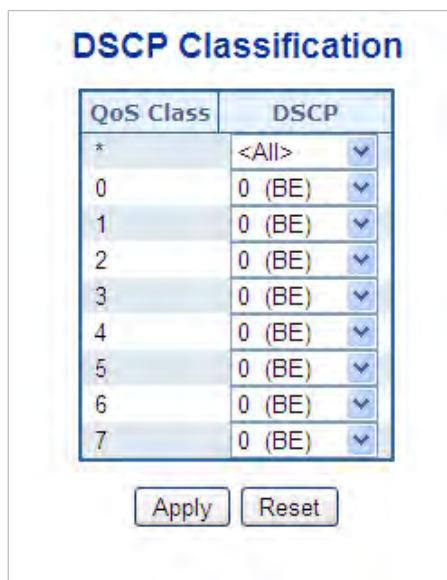 DSCP Classification
QoS Class DSCP
* <All>
0 0 (BE)
1 0 (BE)
2 0 (BE)
3 0 (BE)
4 0 (BE)
5 0 (BE)
6 0 (BE)
7 0 (BE)
Apply Reset